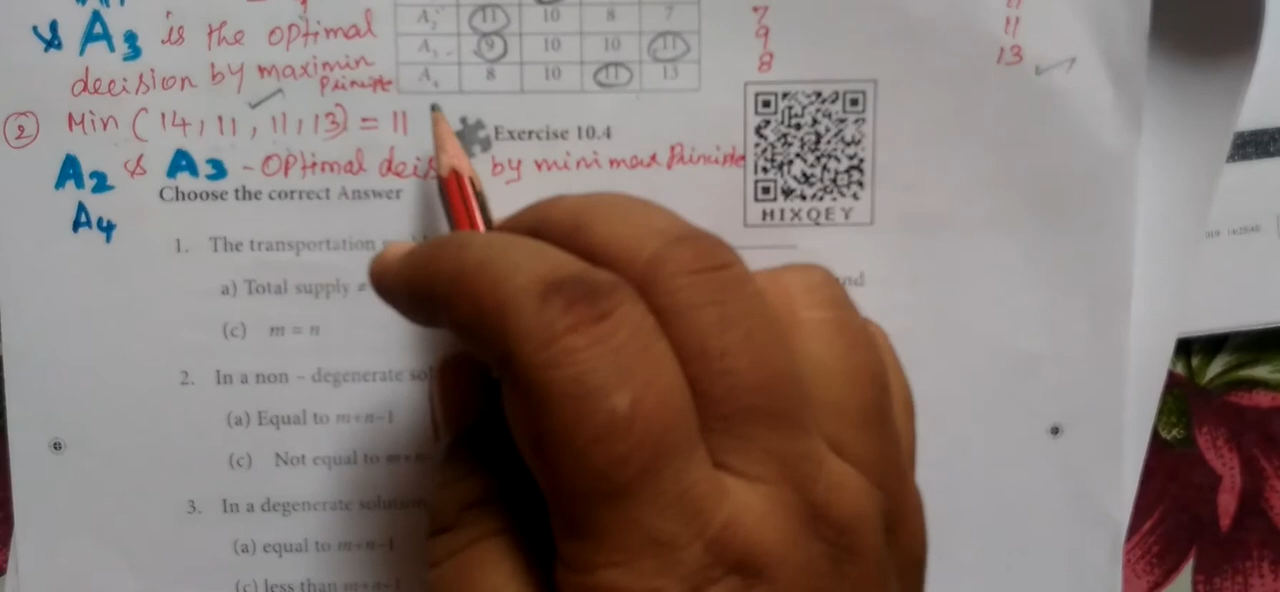 A₂ 11 10 8 7 7
& A3 is the optimal A₃ 9 10 10 11 9 11
decision by maximin Principle A₄ 8 10 11 13 8 13
② Min (14, 11, 11, 13) = 11
Exercise 10.4
A2 & A3 - Optimal by minimax Principle
Choose the correct Answer
A4
HIXQEY
1. The transportation
a) Total supply
(c) m = n
2. In a non – degenerate
(a) Equal to m+n–1
(c) Not equal to
3. In a degenerate solution
(a) equal to m+n–1
(c) less than m+n–1